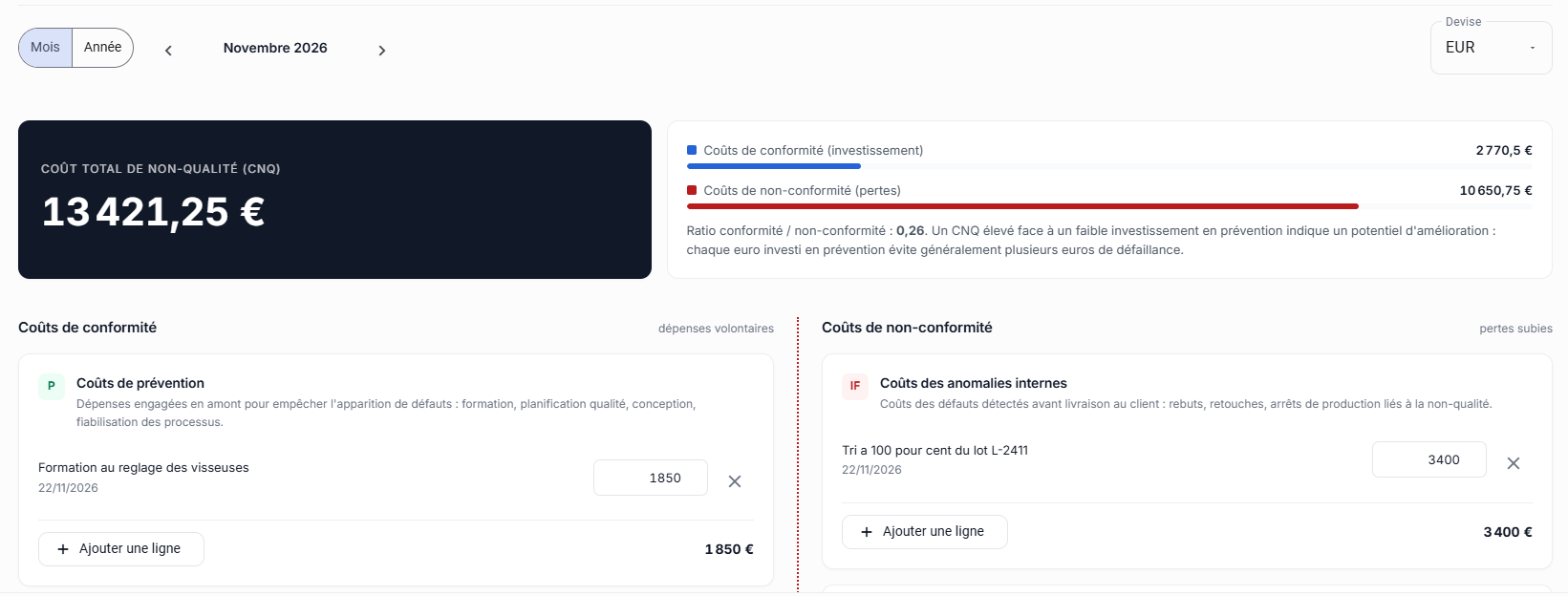 Mois
Année
Novembre 2026
Devise
EUR
COÛT TOTAL DE NON-QUALITÉ (CNQ)
13 421,25 €
Coûts de conformité (investissement)
2 770,5 €
Coûts de non-conformité (pertes)
10 650,75 €
Ratio conformité / non-conformité : 0,26. Un CNQ élevé face à un faible investissement en prévention indique un potentiel d'amélioration :
chaque euro investi en prévention évite généralement plusieurs euros de défaillance.
Coûts de conformité
dépenses volontaires
P
Coûts de prévention
Dépenses engagées en amont pour empêcher l'apparition de défauts : formation, planification qualité, conception,
fiabilisation des processus.
Formation au reglage des visseuses
22/11/2026
1850
+ Ajouter une ligne
1 850 €
Coûts de non-conformité
pertes subies
IF
Coûts des anomalies internes
Coûts des défauts détectés avant livraison au client : rebuts, retouches, arrêts de production liés à la non-qualité.
Tri a 100 pour cent du lot L-2411
22/11/2026
3400
+ Ajouter une ligne
3 400 €